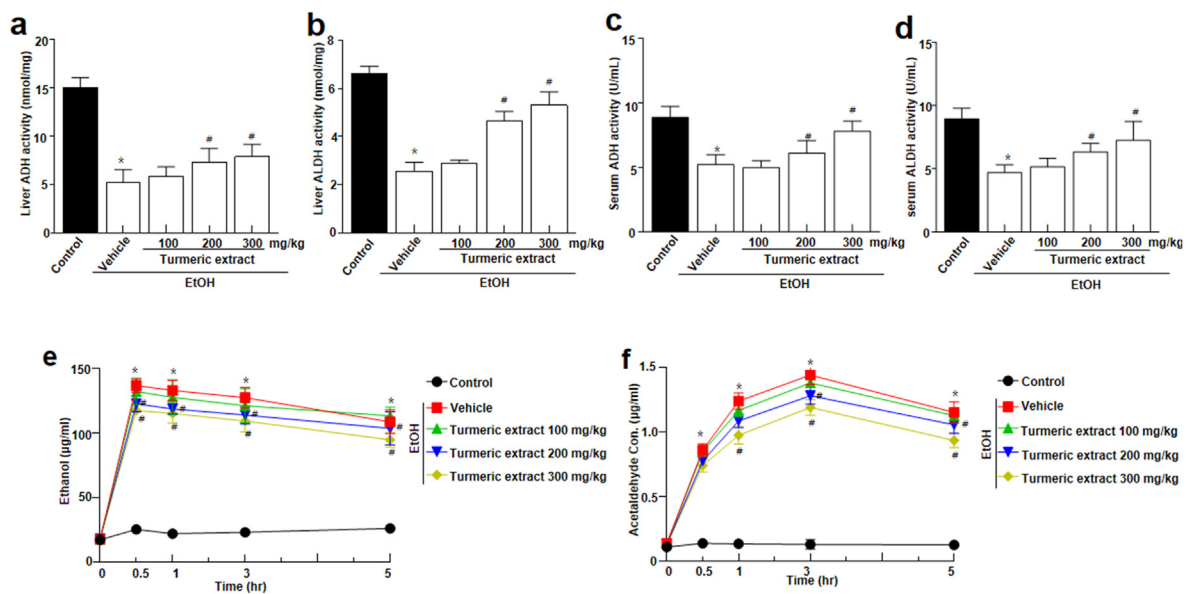 a
Liver ADH activity (nmol/mg)
20
15
10
5
0
*
#
#
Control
Vehicle
100 200 300 mg/kg
Turmeric extract
EtOH
b
Liver ALDH activity (nmol/mg)
8
6
4
2
0
*
#
#
Control
Vehicle
100 200 300 mg/kg
Turmeric extract
EtOH
c
Serum ADH activity (U/mL)
15
10
5
0
*
#
#
Control
Vehicle
100 200 300 mg/kg
Turmeric extract
EtOH
d
serum ALDH activity (U/mL)
15
10
5
0
*
#
#
Control
Vehicle
100 200 300 mg/kg
Turmeric extract
EtOH
e
Ethanol (µg/ml)
150
100
50
0
* * * *
# # # #
# # # #
0 0.5 1 3 5
Time (hr)
Control
Vehicle
Turmeric extract 100 mg/kg
Turmeric extract 200 mg/kg
Turmeric extract 300 mg/kg
EtOH
f
Acetaldehyde Con. (µg/ml)
1.5
1.0
0.5
0.0
* * * *
# #
# # #
0 0.5 1 3 5
Time (hr)
Control
Vehicle
Turmeric extract 100 mg/kg
Turmeric extract 200 mg/kg
Turmeric extract 300 mg/kg
EtOH